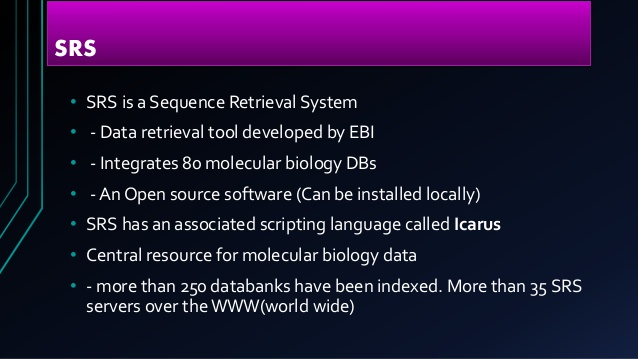 SRS
• SRS is a Sequence Retrieval System
• - Data retrieval tool developed by EBI
• - Integrates 80 molecular biology DBs
• - An Open source software (Can be installed locally)
• SRS has an associated scripting language called Icarus
• Central resource for molecular biology data
• - more than 250 databanks have been indexed. More than 35 SRS
servers over the WWW(world wide)